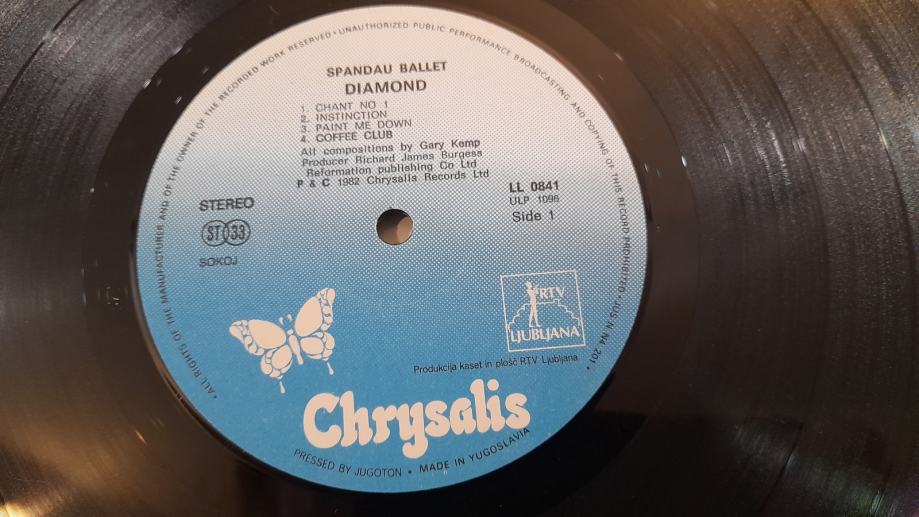 • ALL RIGHTS OF THE MANUFACTURER AND OF THE OWNER OF THE RECORDED WORK RESERVED • UNAUTHORIZED PUBLIC PERFORMANCE BROADCASTING AND COPYING OF THIS RECORD PROHIBITED • JUS N N4.201 •
SPANDAU BALLET
DIAMOND
1. CHANT NO 1
2. INSTINCTION
3. PAINT ME DOWN
4. COFFEE CLUB
All compositions by Gary Kemp
Producer Richard James Burgess
Reformation publishing Co Ltd
P & C 1982 Chrysalis Records Ltd
STEREO
ST 33
SOKOJ
LL 0841
ULP 1096
Side 1
RTV
LJUBLJANA
Produkcija kaset in plošč RTV Ljubljana
Chrysalis
PRESSED BY JUGOTON • MADE IN YUGOSLAVIA